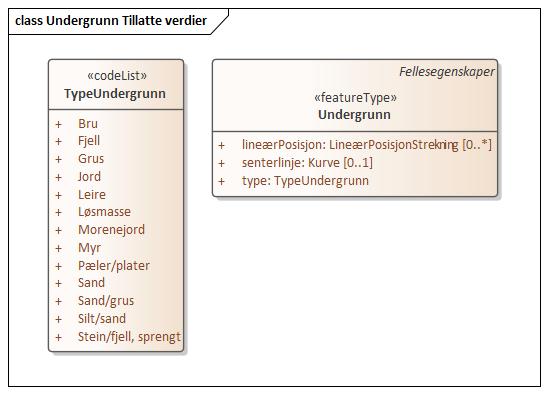 class Undergrunn Tillatte verdier
«codeList»
TypeUndergrunn
+ Bru
+ Fjell
+ Grus
+ Jord
+ Leire
+ Løsmasse
+ Morenejord
+ Myr
+ Pæler/plater
+ Sand
+ Sand/grus
+ Silt/sand
+ Stein/fjell, sprengt
Fellesegenskaper
«featureType»
Undergrunn
+ lineærPosisjon: LineærPosisjonStrekning [0..*]
+ senterlinje: Kurve [0..1]
+ type: TypeUndergrunn